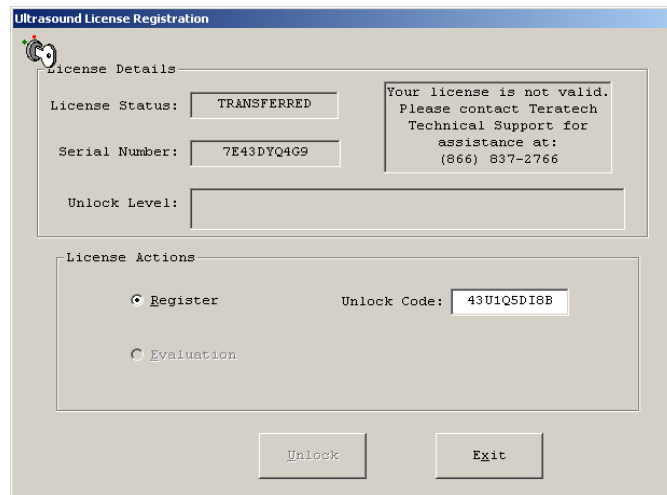 Ultrasound License Registration
License Details
License Status: TRANSFERRED
Your license is not valid.
Please contact Teratech
Technical Support for
assistance at:
(866) 837-2766
Serial Number: 7E43DYQ4G9
Unlock Level:
License Actions
Register
Unlock Code: 43U1Q5DI8B
Evaluation
Unlock
Exit